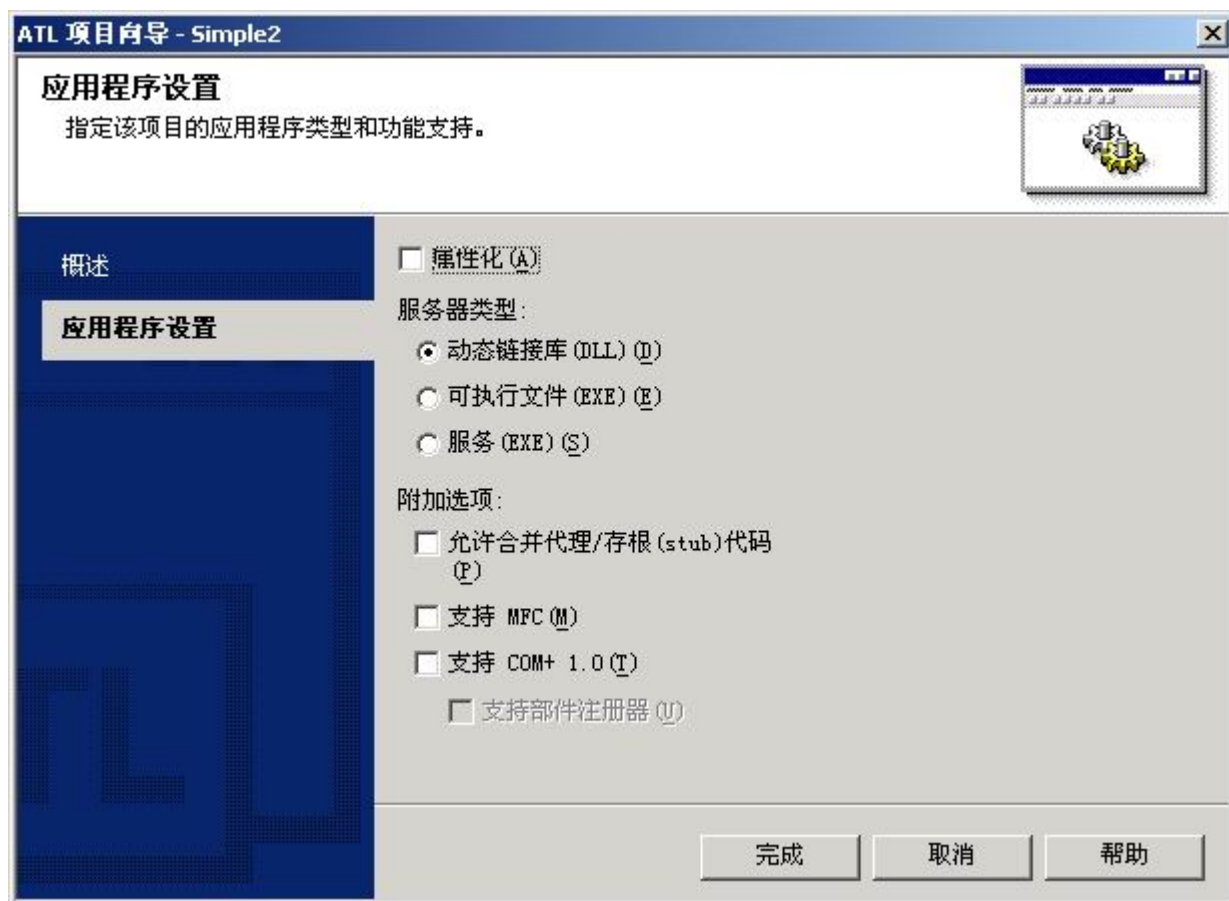 ATL 项目向导 - Simple2
应用程序设置
指定该项目的应用程序类型和功能支持。
概述
应用程序设置
属性化(A)
服务器类型:
动态链接库(DLL)(D)
可执行文件(EXE)(E)
服务(EXE)(S)
附加选项:
允许合并代理/存根(stub)代码
(P)
支持 MFC(M)
支持 COM+ 1.0(T)
支持部件注册器(U)
完成
取消
帮助